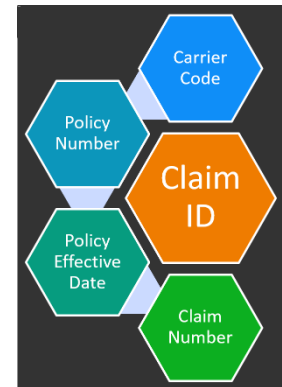 Carrier
Code
Policy
Number
Claim
ID
Policy
Effective
Date
Claim
Number